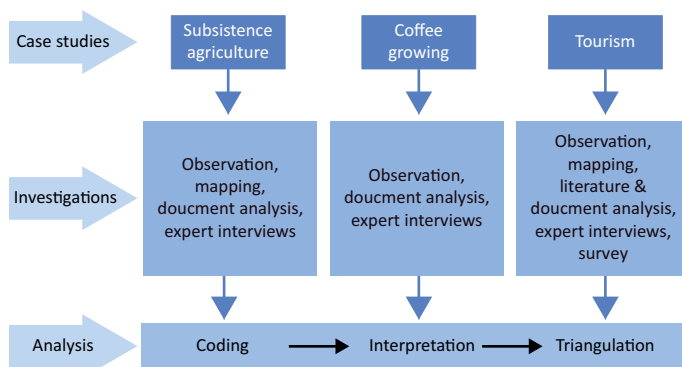 Case studies
Subsistence
agriculture
Coffee
growing
Tourism
Investigations
Observation,
mapping,
doucment analysis,
expert interviews
Observation,
doucment analysis,
expert interviews
Observation,
mapping,
literature &
doucment analysis,
expert interviews,
survey
Analysis
Coding
Interpretation
Triangulation